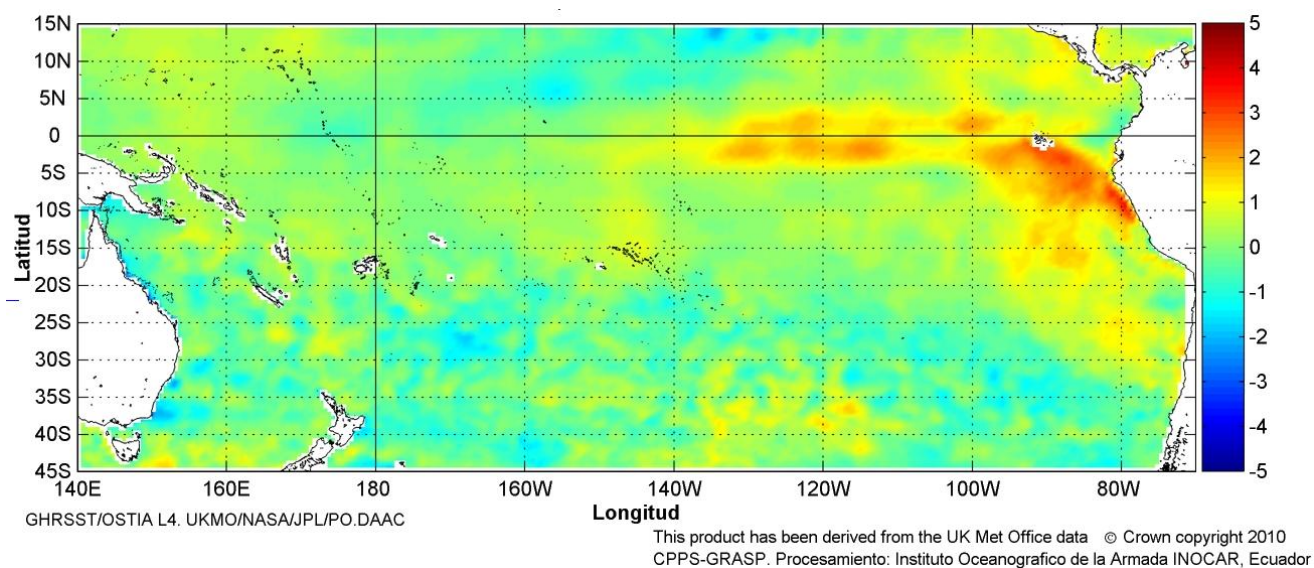 15N
10N
5N
0
5S
10S
15S
20S
25S
30S
35S
40S
45S
Latitud
140E 160E 180 160W 140W 120W 100W 80W
Longitud
5
4
3
2
1
0
-1
-2
-3
-4
-5
GHRSST/OSTIA L4. UKMO/NASA/JPL/PO.DAAC
This product has been derived from the UK Met Office data © Crown copyright 2010
CPPS-GRASP. Procesamiento: Instituto Oceanografico de la Armada INOCAR, Ecuador